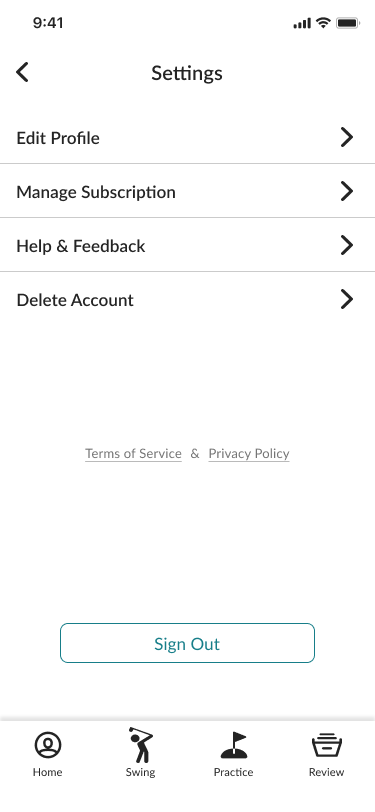 9:41
Settings
Edit Profile
Manage Subscription
Help & Feedback
Delete Account
Terms of Service & Privacy Policy
Sign Out
Home Swing Practice Review